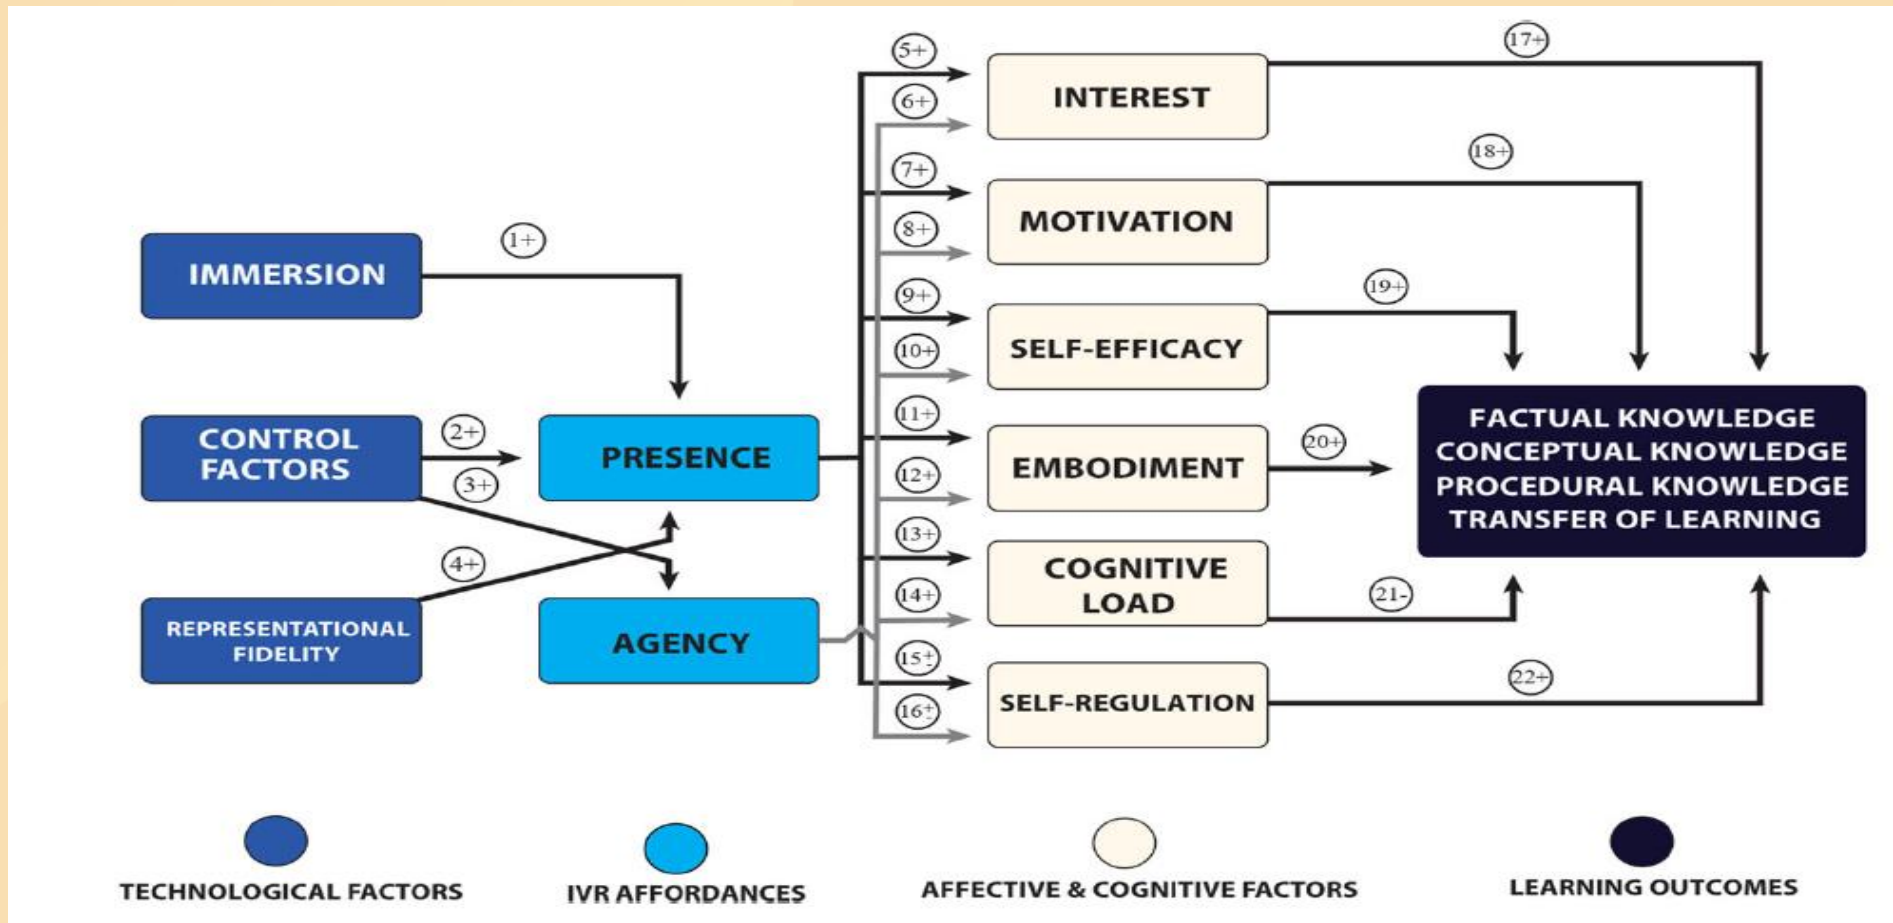 17+
5+
INTEREST
6+
18+
7+
MOTIVATION
8+
1+
IMMERSION
19+
9+
SELF-EFFICACY
10+
11+
CONTROL
FACTORS
2+
3+
PRESENCE
EMBODIMENT
20+
12+
FACTUAL KNOWLEDGE
CONCEPTUAL KNOWLEDGE
PROCEDURAL KNOWLEDGE
TRANSFER OF LEARNING
13+
4+
COGNITIVE
LOAD
14+
21-
REPRESENTATIONAL
FIDELITY
AGENCY
15±
SELF-REGULATION
22+
16±
TECHNOLOGICAL FACTORS
IVR AFFORDANCES
AFFECTIVE & COGNITIVE FACTORS
LEARNING OUTCOMES